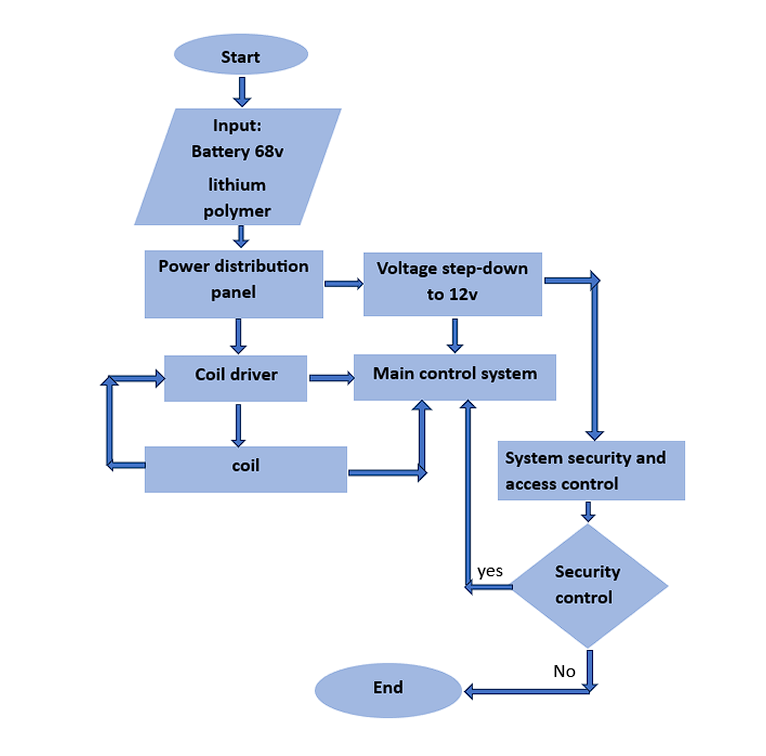 Start
Input:
Battery 68v
lithium
polymer
Power distribution
panel
Voltage step-down
to 12v
Coil driver
Main control system
coil
System security and
access control
Security
control
yes
No
End